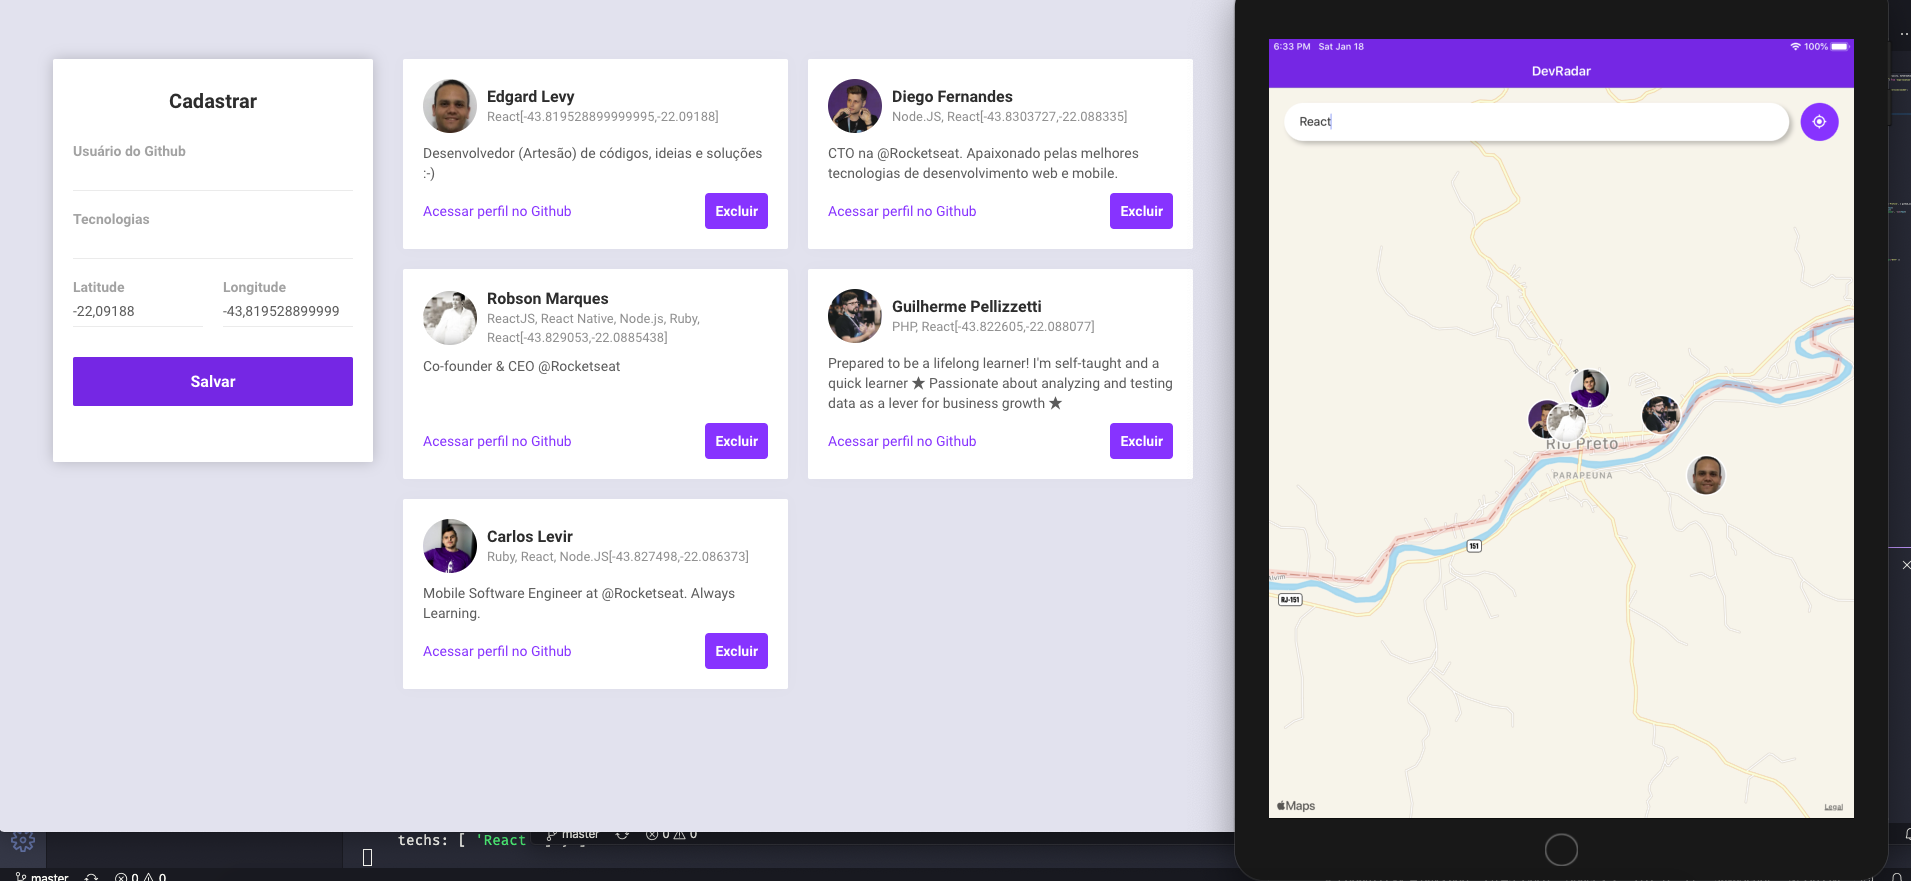 Cadastrar
Usuário do Github
Tecnologias
Latitude
Longitude
-22,09188
-43,819528899999
Salvar
Edgard Levy
React[-43.819528899999995,-22.09188]
Desenvolvedor (Artesão) de códigos, ideias e soluções
:-)
Acessar perfil no Github
Excluir
Diego Fernandes
Node.JS, React[-43.8303727,-22.088335]
CTO na @Rocketseat. Apaixonado pelas melhores
tecnologias de desenvolvimento web e mobile.
Acessar perfil no Github
Excluir
Robson Marques
ReactJS, React Native, Node.js, Ruby,
React[-43.829053,-22.0885438]
Co-founder & CEO @Rocketseat
Acessar perfil no Github
Excluir
Guilherme Pellizzetti
PHP, React[-43.822605,-22.088077]
Prepared to be a lifelong learner! I'm self-taught and a
quick learner ★ Passionate about analyzing and testing
data as a lever for business growth ★
Acessar perfil no Github
Excluir
Carlos Levir
Ruby, React, Node.JS[-43.827498,-22.086373]
Mobile Software Engineer at @Rocketseat. Always
Learning.
Acessar perfil no Github
Excluir
6:33 PM Sat Jan 18
100%
DevRadar
React
Rio Preto
PARAPEUNA
151
RJ-151
Maps
Legal
techs: [ 'React
master
0 0
master
0 0